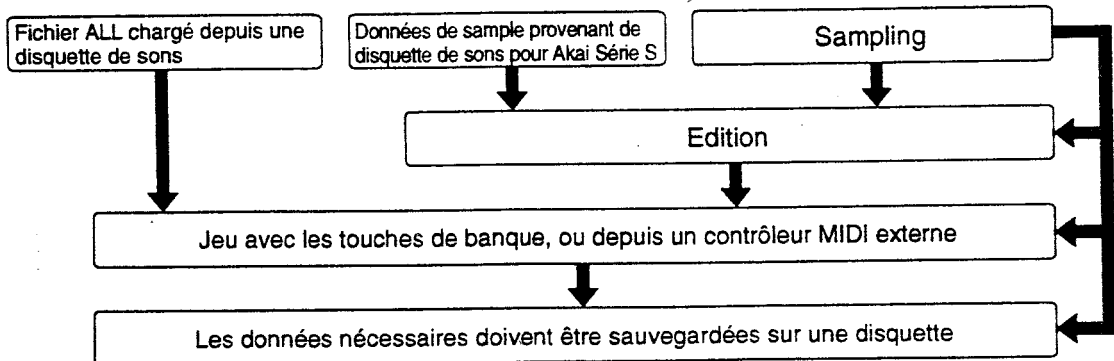 Fichier ALL chargé depuis une
disquette de sons
Données de sample provenant de
disquette de sons pour Akai Série S
Sampling
Edition
Jeu avec les touches de banque, ou depuis un contrôleur MIDI externe
Les données nécessaires doivent être sauvegardées sur une disquette